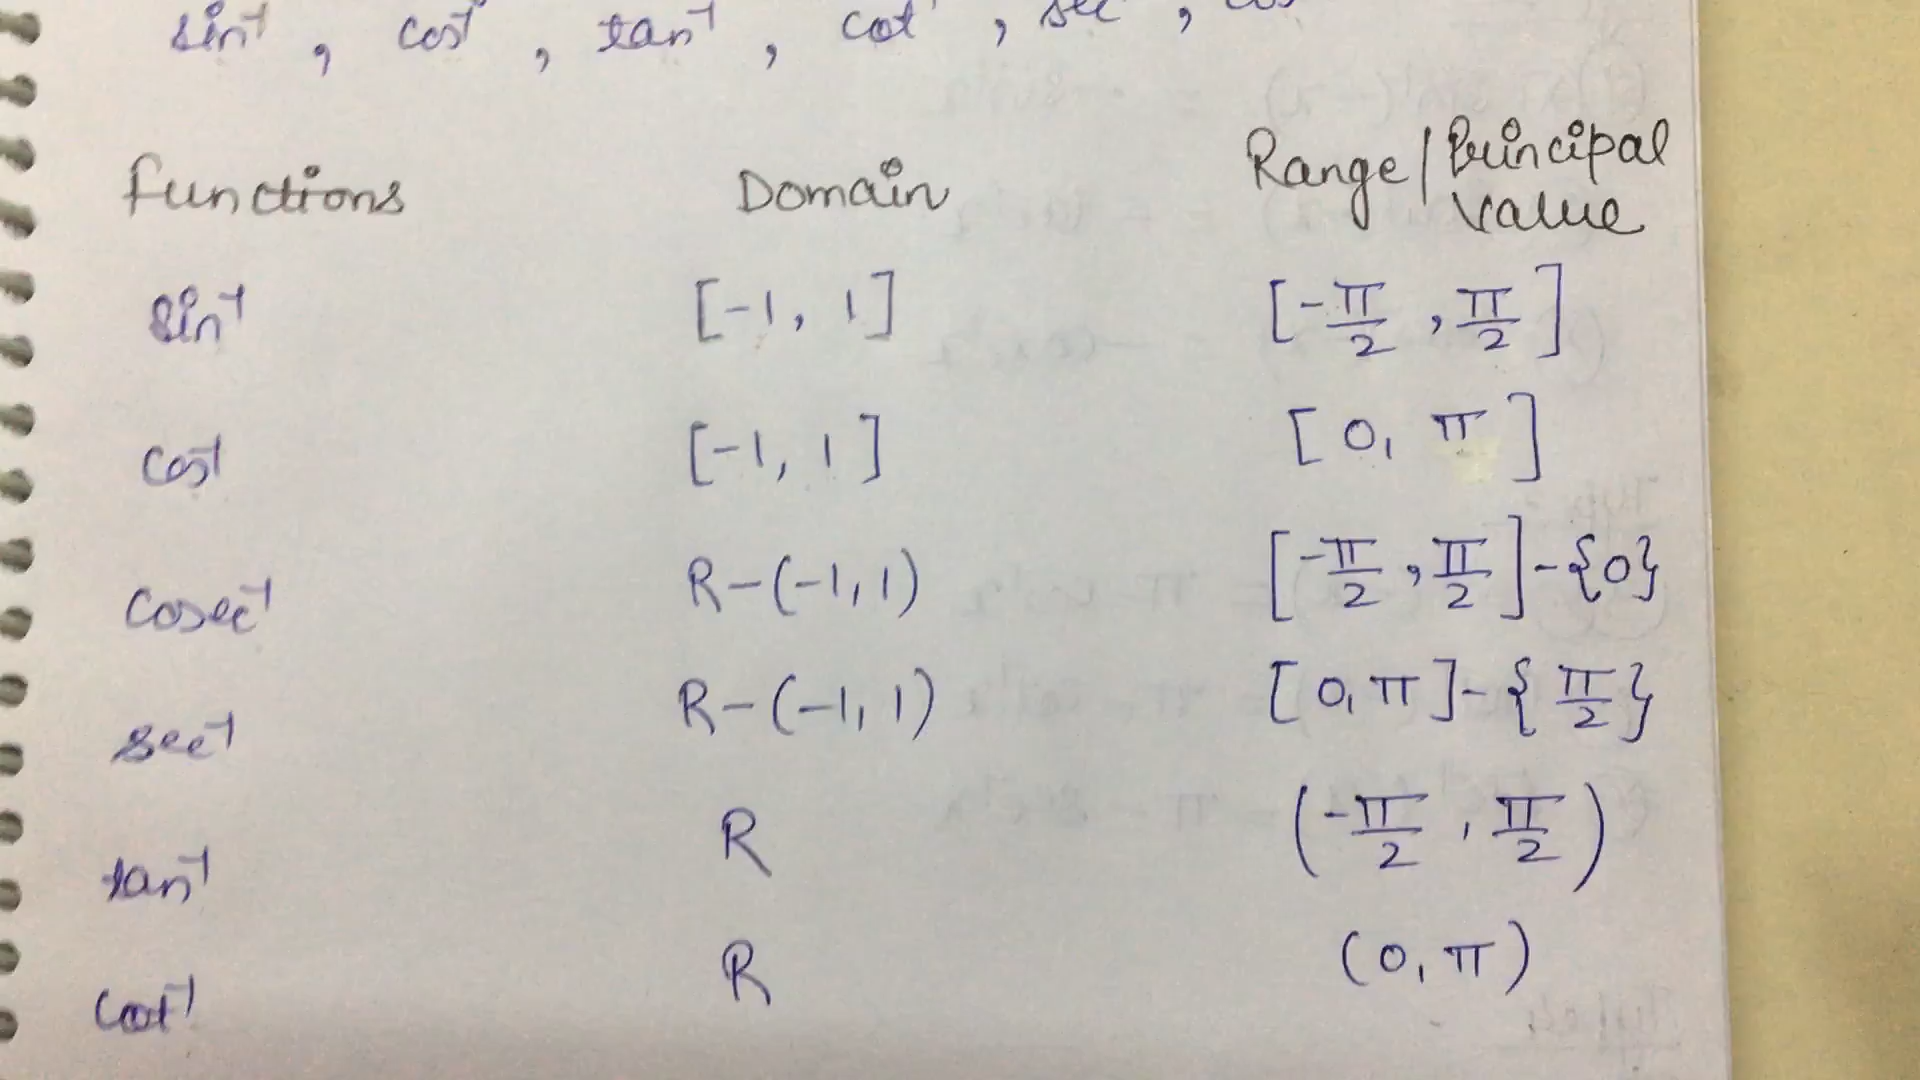 sin⁻¹, cos⁻¹, tan⁻¹, cot⁻¹, sec⁻¹,
Functions Domain Range/Principal Value
sin⁻¹ [-1, 1] [-π/2, π/2]
cos⁻¹ [-1, 1] [0, π]
cosec⁻¹ R-(-1, 1) [-π/2, π/2]-{0}
sec⁻¹ R-(-1, 1) [0, π]-{π/2}
tan⁻¹ R (-π/2, π/2)
cot⁻¹ R (0, π)